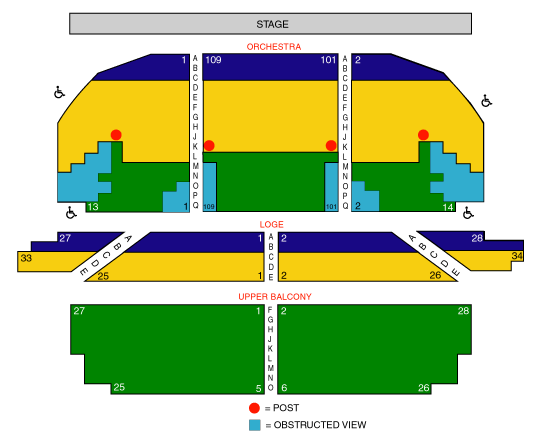 STAGE
ORCHESTRA
1 A 109 101 A 2
B B
C C
D D
E E
F F
G G
H H
J J
K K
L L
M M
N N
O O
P P
13 1 Q 109 101 Q 2 14
LOGE
27 A 1 A 2 A 28
B B B
33 C C C 34
D D D
E 25 1 E 2 26 E
UPPER BALCONY
27 1 F 2 28
G
H
J
K
L
M
N
25 5 O 6 26
= POST
= OBSTRUCTED VIEW